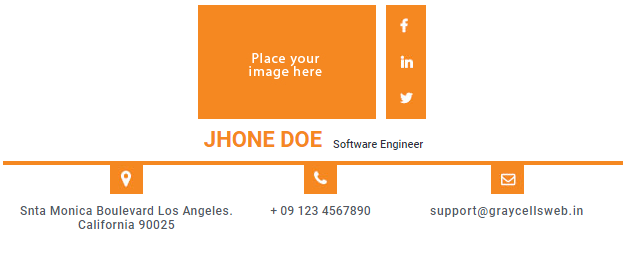 Place your
image here
JHONE DOE Software Engineer
Snta Monica Boulevard Los Angeles.
California 90025
+ 09 123 4567890
support@graycellsweb.in